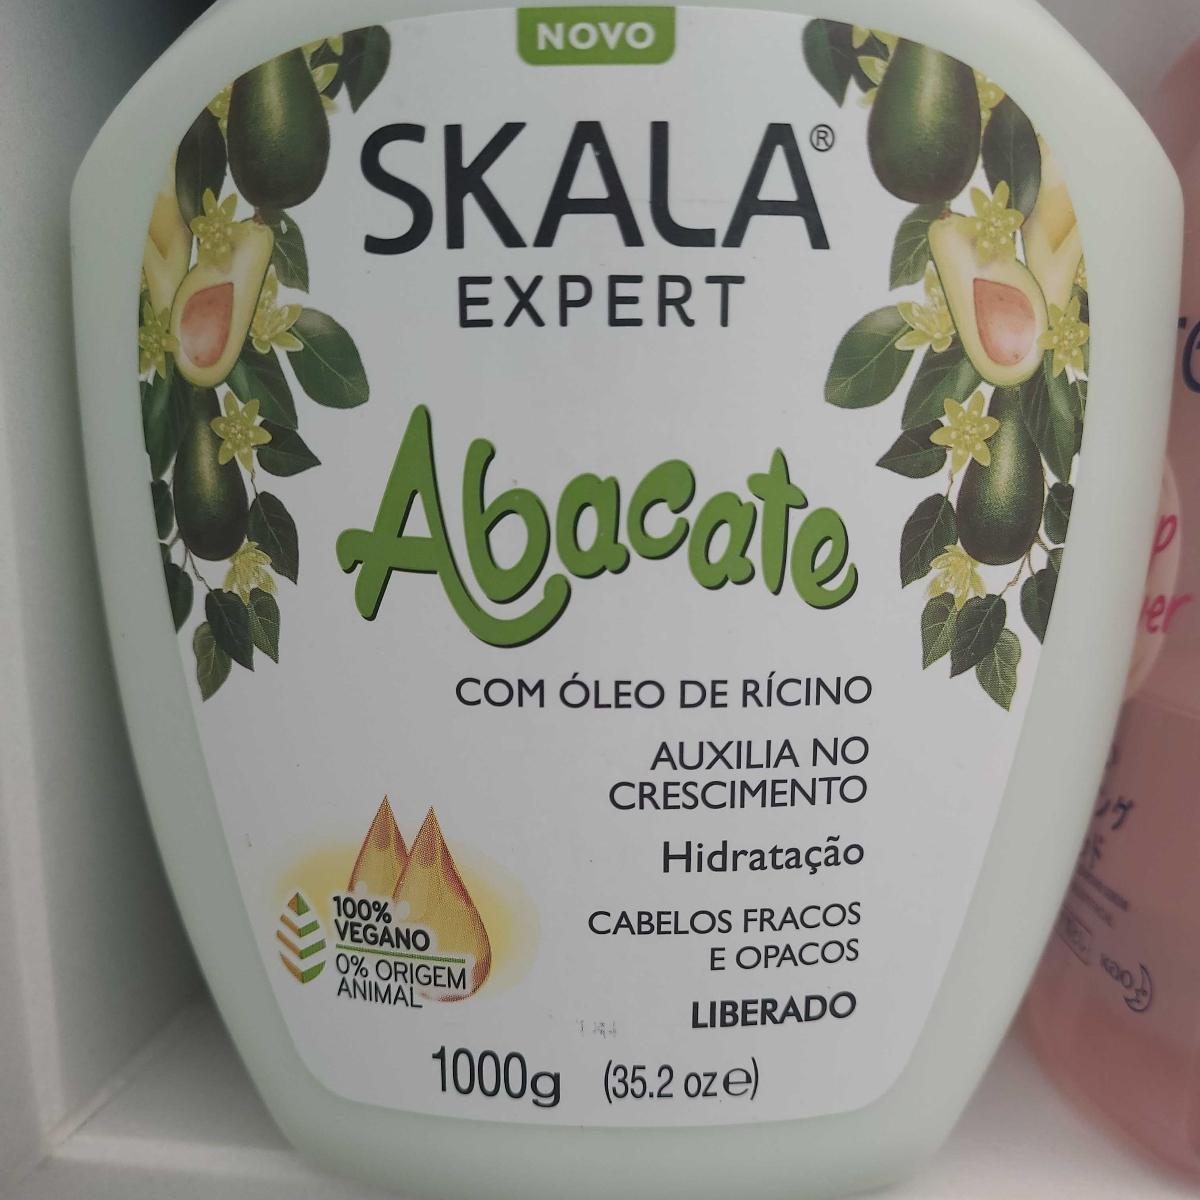 NOVO
SKALA®
EXPERT
Abacate
COM ÓLEO DE RÍCINO
AUXILIA NO
CRESCIMENTO
Hidratação
CABELOS FRACOS
E OPACOS
LIBERADO
100%
VEGANO
0% ORIGEM
ANIMAL
1000g (35.2 oz℮)